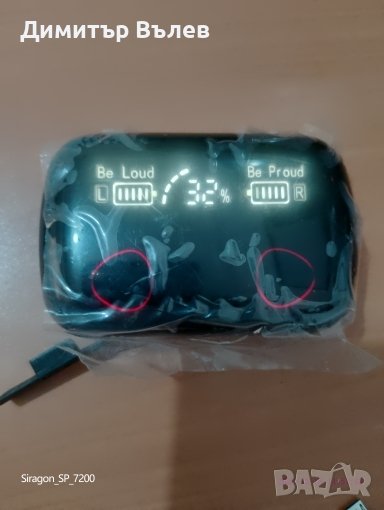 Димитър Вълев
Be Loud Be Proud
L 32% R
Siragon_SP_7200
BAZAR